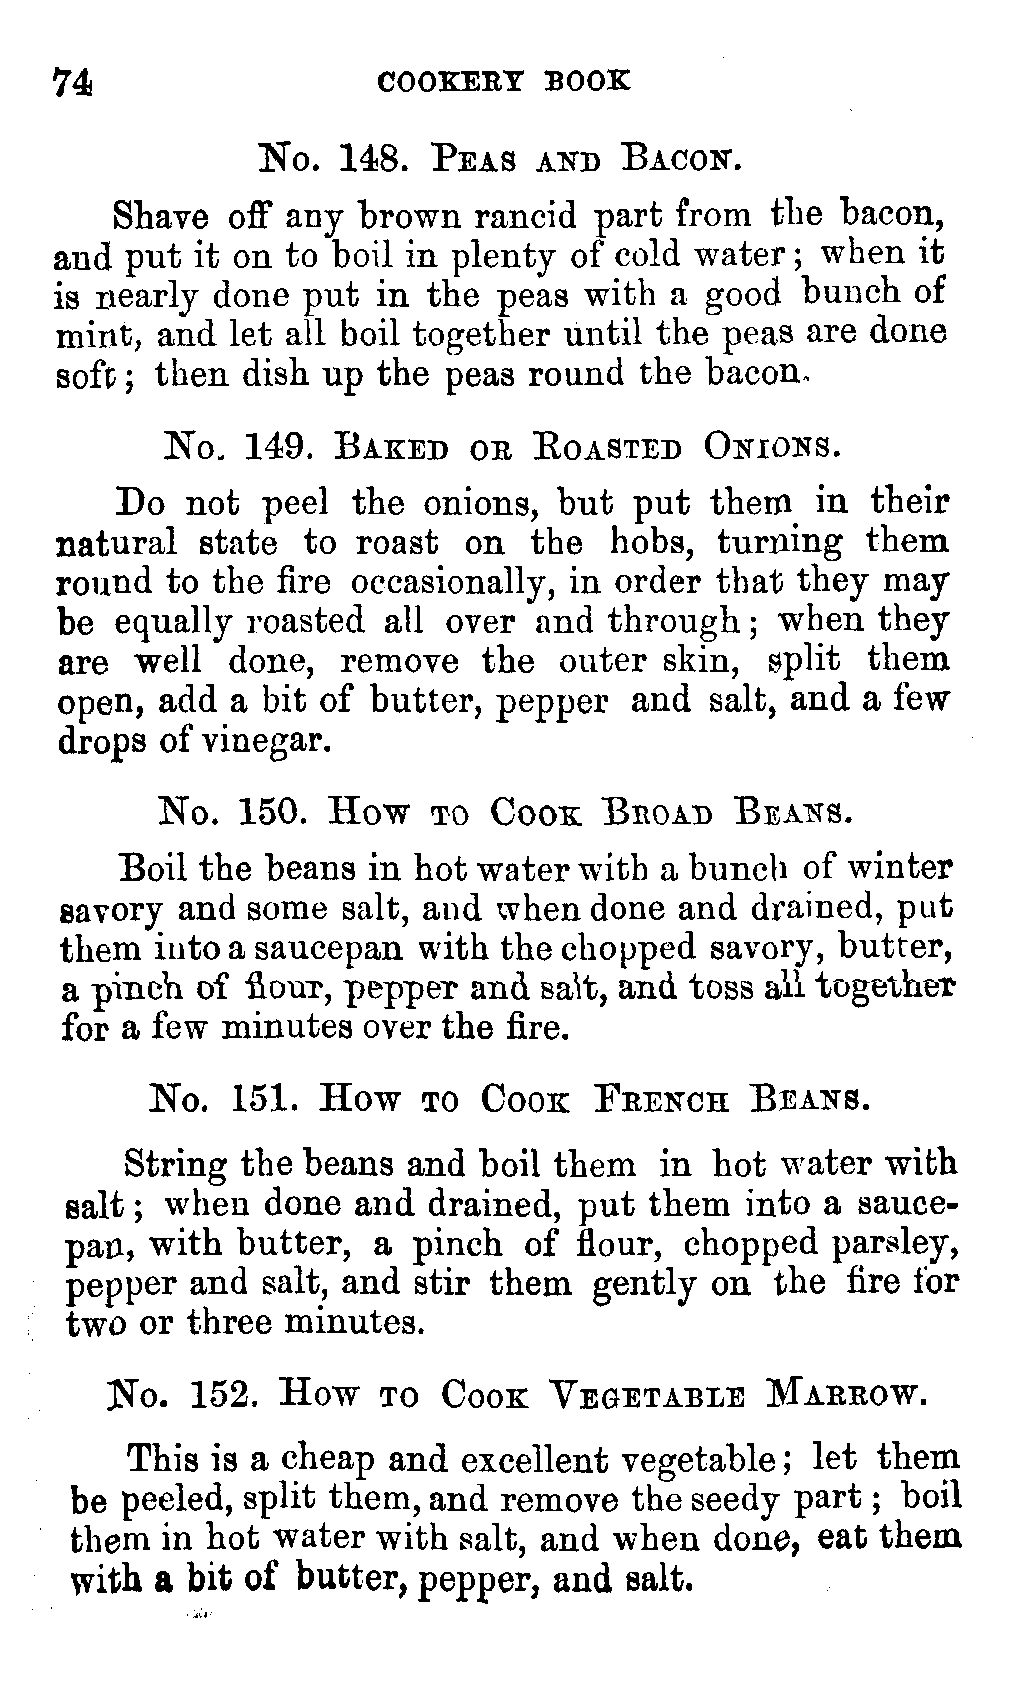 74 COOKERY BOOK
No. 148. Peas and Bacon.
Shave off any brown rancid part from the bacon,
and put it on to boil in plenty of cold water; when it
is nearly done put in the peas with a good bunch of
mint, and let all boil together until the peas are done
soft; then dish up the peas round the bacon.
No. 149. Baked or Roasted Onions.
Do not peel the onions, but put them in their
natural state to roast on the hobs, turning them
round to the fire occasionally, in order that they may
be equally roasted all over and through; when they
are well done, remove the outer skin, split them
open, add a bit of butter, pepper and salt, and a few
drops of vinegar.
No. 150. How to Cook Broad Beans.
Boil the beans in hot water with a bunch of winter
savory and some salt, and when done and drained, put
them into a saucepan with the chopped savory, butter,
a pinch of flour, pepper and salt, and toss all together
for a few minutes over the fire.
No. 151. How to Cook French Beans.
String the beans and boil them in hot water with
salt; when done and drained, put them into a sauce-
pan, with butter, a pinch of flour, chopped parsley,
pepper and salt, and stir them gently on the fire for
two or three minutes.
No. 152. How to Cook Vegetable Marrow.
This is a cheap and excellent vegetable; let them
be peeled, split them, and remove the seedy part; boil
them in hot water with salt, and when done, eat them
with a bit of butter, pepper, and salt.